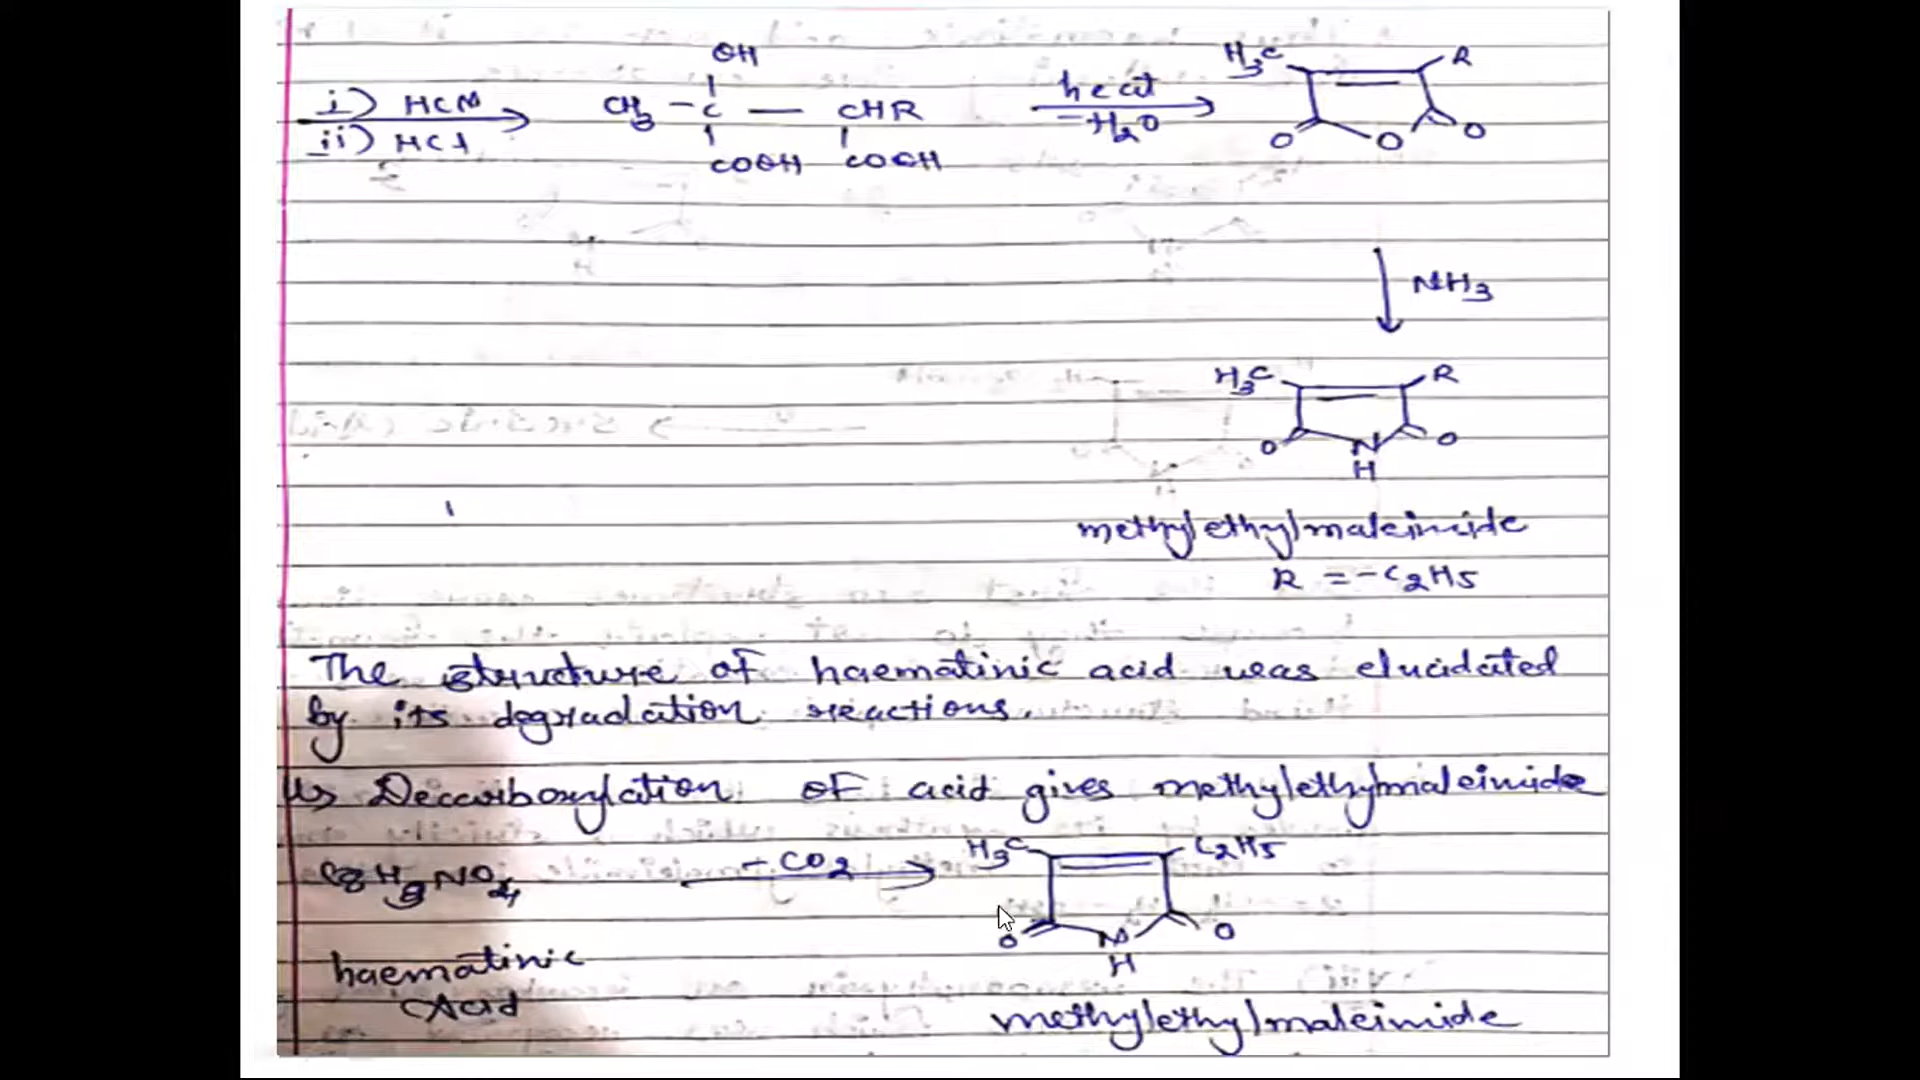 OH
i) HCN CH3 - C — CHR heat H3C R
ii) HCl COOH COOH -H2O O O O
NH3
H3C R
O N O
H
methylethylmaleimide
R = -C2H5
The structure of haematinic acid was elucidated
by its degradation reactions.
Decarboxylation of acid gives methylethylmaleimide
C8H8NO4 -CO2 H3C C2H5
O N O
H
haematinic
Acid
methylethylmaleimide